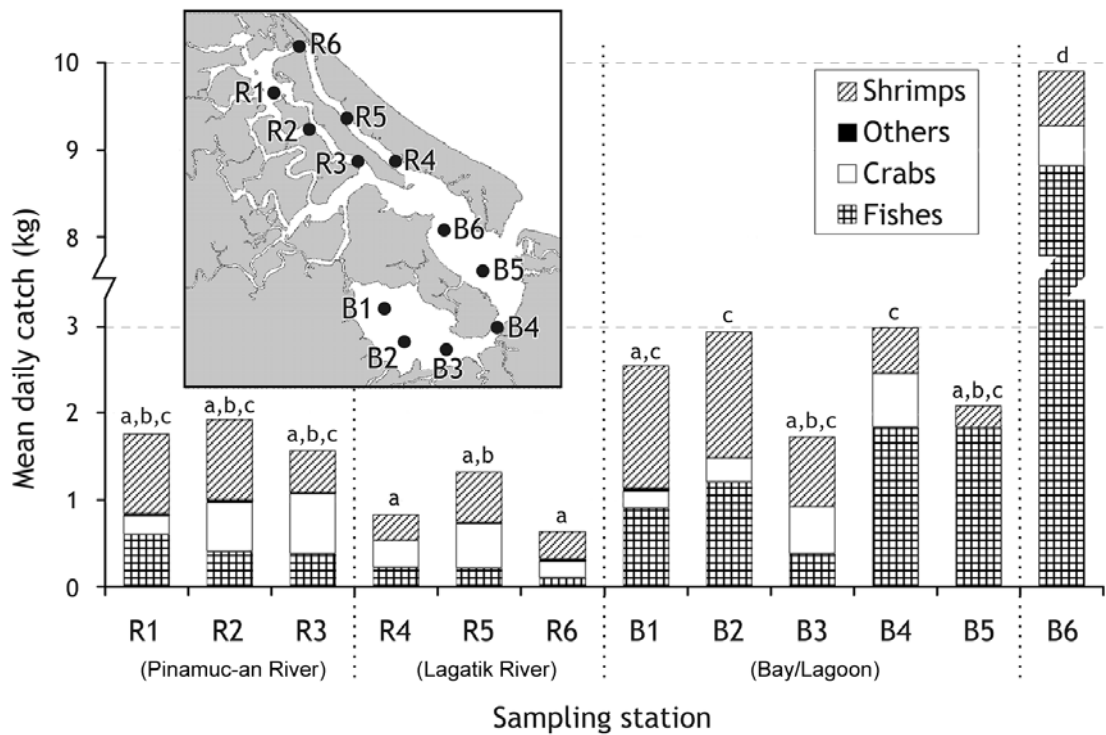 10
9
8
3
2
1
0
Mean daily catch (kg)
R6
R1
R5
R2
R3
R4
B6
B5
B1
B4
B2
B3
Shrimps
Others
Crabs
Fishes
a,b,c
a,b,c
a,b,c
a
a,b
a
a,c
c
a,b,c
c
a,b
d
R1 R2 R3 R4 R5 R6 B1 B2 B3 B4 B5 B6
(Pinamuc-an River) (Lagatik River) (Bay/Lagoon)
Sampling station